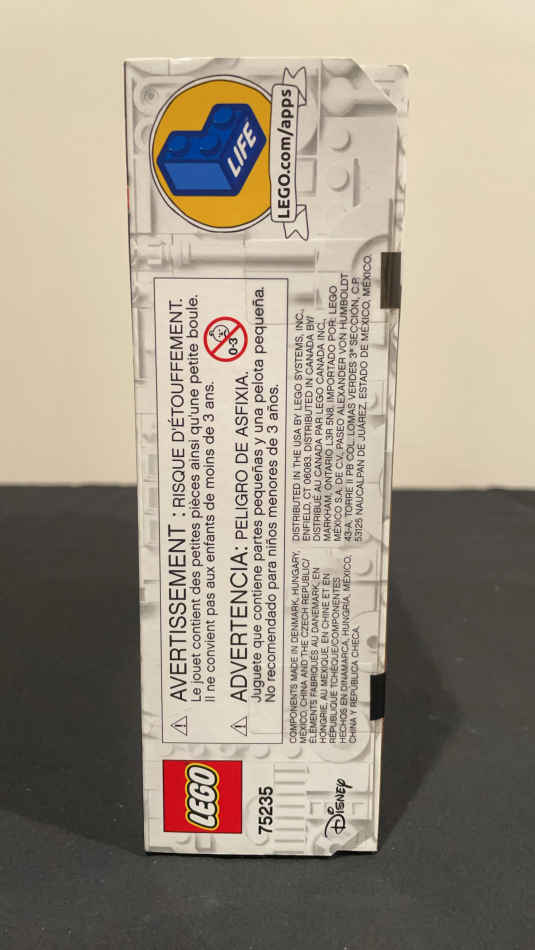 LEGO
75235
Disney
⚠ AVERTISSEMENT : RISQUE D'ÉTOUFFEMENT.
Le jouet contient des petites pièces ainsi qu'une petite boule.
Il ne convient pas aux enfants de moins de 3 ans.
0-3
⚠ ADVERTENCIA: PELIGRO DE ASFIXIA.
Juguete que contiene partes pequeñas y una pelota pequeña.
No recomendado para niños menores de 3 años.
COMPONENTS MADE IN DENMARK, HUNGARY,
MEXICO, CHINA AND THE CZECH REPUBLIC/
ÉLÉMENTS FABRIQUÉS AU DANEMARK, EN
HONGRIE, AU MEXIQUE, EN CHINE ET EN
RÉPUBLIQUE TCHÈQUE/COMPONENTES
HECHOS EN DINAMARCA, HUNGRÍA, MÉXICO,
CHINA Y REPÚBLICA CHECA.
DISTRIBUTED IN THE USA BY LEGO SYSTEMS, INC.,
ENFIELD, CT 06083. DISTRIBUTED IN CANADA BY/
DISTRIBUÉ AU CANADA PAR LEGO CANADA INC.,
MARKHAM, ONTARIO L3R 5N8. IMPORTADO POR: LEGO
MÉXICO S.A. DE C.V., PASEO ALEXANDER VON HUMBOLDT
43-A, TORRE II PB COL. LOMAS VERDES 3ª SECCIÓN, C.P.
53125 NAUCALPAN DE JUÁREZ, ESTADO DE MÉXICO, MÉXICO.
LIFE
LEGO.com/apps